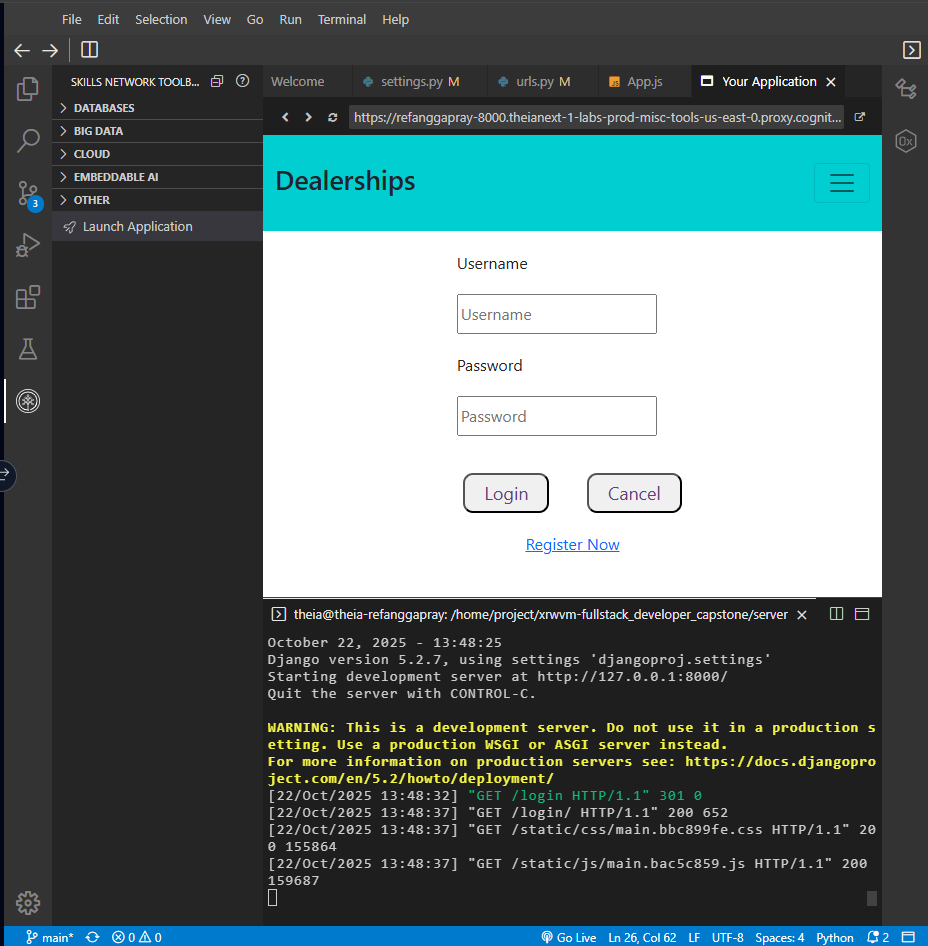 File Edit Selection View Go Run Terminal Help
SKILLS NETWORK TOOLB...
Welcome settings.py M urls.py M App.js Your Application
DATABASES
BIG DATA
CLOUD
EMBEDDABLE AI
OTHER
Launch Application
https://refanggapray-8000.theianext-1-labs-prod-misc-tools-us-east-0.proxy.cognit...
0x
3
Dealerships
Username
Username
Password
Password
Login Cancel
Register Now
theia@theia-refanggapray: /home/project/xrwvm-fullstack_developer_capstone/server
October 22, 2025 - 13:48:25
Django version 5.2.7, using settings 'djangoproj.settings'
Starting development server at http://127.0.0.1:8000/
Quit the server with CONTROL-C.
WARNING: This is a development server. Do not use it in a production s
etting. Use a production WSGI or ASGI server instead.
For more information on production servers see: https://docs.djangopro
ject.com/en/5.2/howto/deployment/
[22/Oct/2025 13:48:32] "GET /login HTTP/1.1" 301 0
[22/Oct/2025 13:48:37] "GET /login/ HTTP/1.1" 200 652
[22/Oct/2025 13:48:37] "GET /static/css/main.bbc899fe.css HTTP/1.1" 20
0 155864
[22/Oct/2025 13:48:37] "GET /static/js/main.bac5c859.js HTTP/1.1" 200
159687
main* 0 0 Go Live Ln 26, Col 62 LF UTF-8 Spaces: 4 Python 2